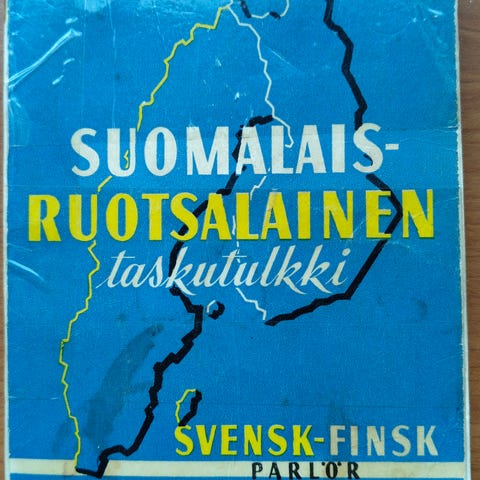 SUOMALAIS-
RUOTSALAINEN
taskutulkki
SVENSK-FINSK
PARLÖR